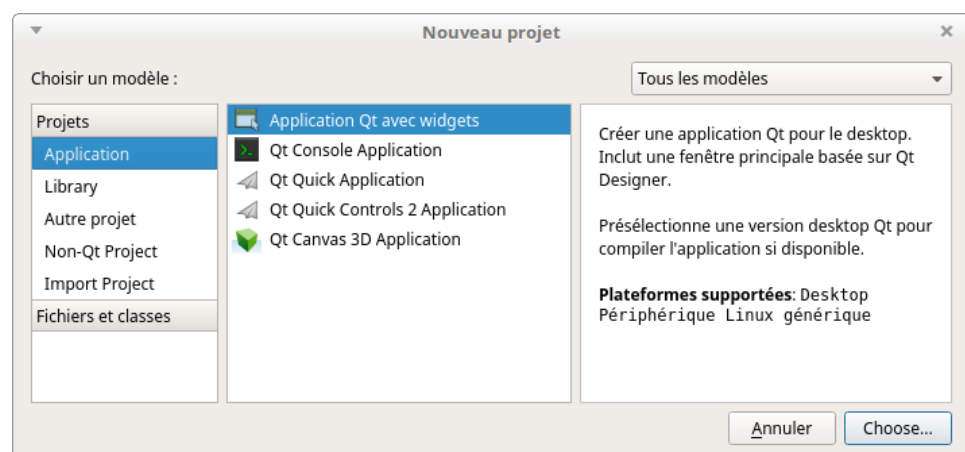 Nouveau projet
Choisir un modèle :
Tous les modèles
Projets
Application
Library
Autre projet
Non-Qt Project
Import Project
Fichiers et classes
Application Qt avec widgets
Qt Console Application
Qt Quick Application
Qt Quick Controls 2 Application
Qt Canvas 3D Application
Créer une application Qt pour le desktop.
Inclut une fenêtre principale basée sur Qt
Designer.
Présélectionne une version desktop Qt pour
compiler l'application si disponible.
Plateformes supportées: Desktop
Périphérique Linux générique
Annuler
Choose...